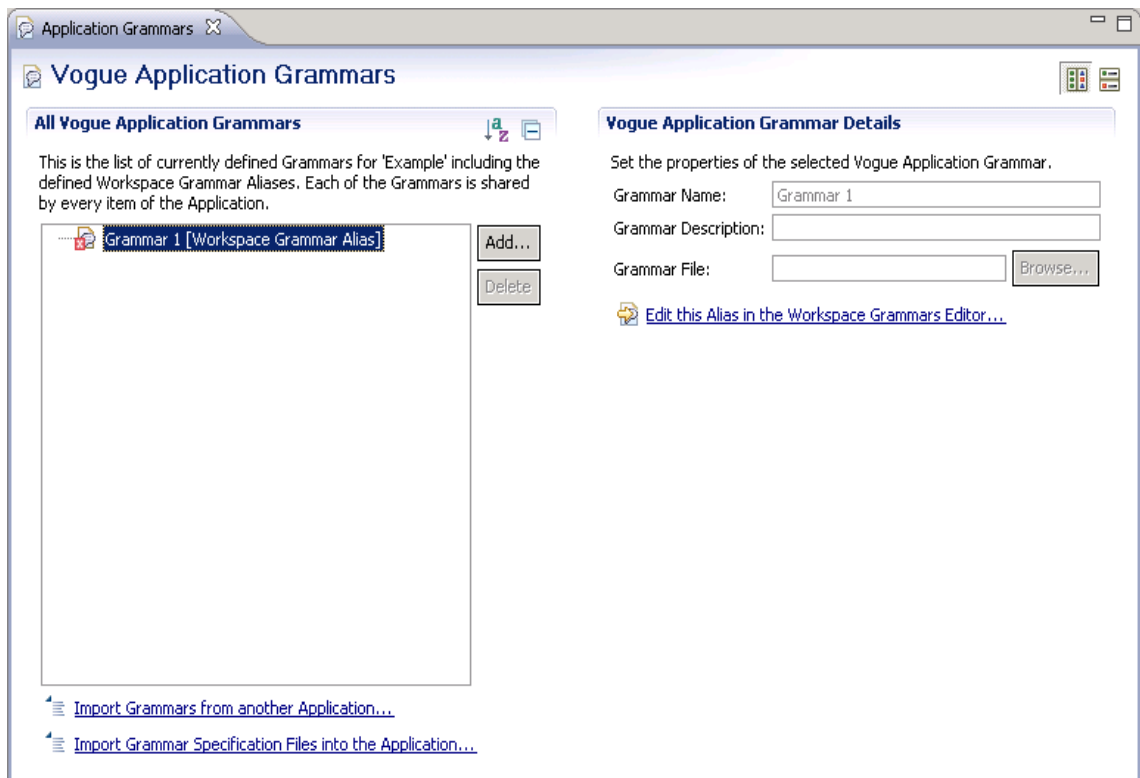 Application Grammars
Vogue Application Grammars
All Vogue Application Grammars
This is the list of currently defined Grammars for 'Example' including the
defined Workspace Grammar Aliases. Each of the Grammars is shared
by every item of the Application.
Grammar 1 [Workspace Grammar Alias]
Add...
Delete
Import Grammars from another Application...
Import Grammar Specification Files into the Application...
Vogue Application Grammar Details
Set the properties of the selected Vogue Application Grammar.
Grammar Name: Grammar 1
Grammar Description:
Grammar File: Browse...
Edit this Alias in the Workspace Grammars Editor...